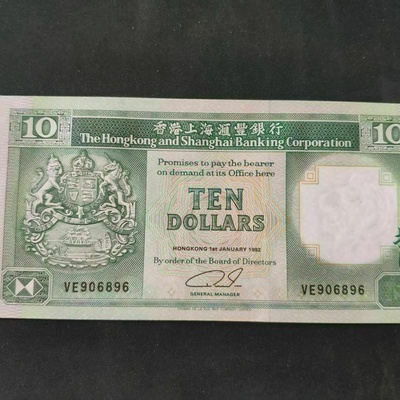 10
香港上海滙豐銀行
10
The Hongkong and Shanghai Banking Corporation
Promises to pay the bearer
on demand at its Office here
TEN
DOLLARS
HONGKONG 1st JANUARY 1992
By order of the Board of Directors
GENERAL MANAGER
VE906896
VE906896